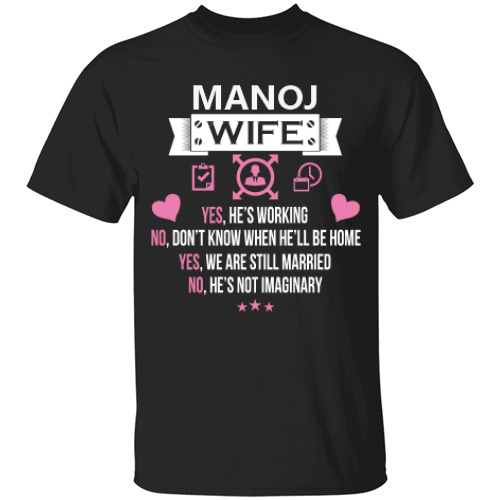 MANOJ
WIFE
YES, HE'S WORKING
NO, DON'T KNOW WHEN HE'LL BE HOME
YES, WE ARE STILL MARRIED
NO, HE'S NOT IMAGINARY